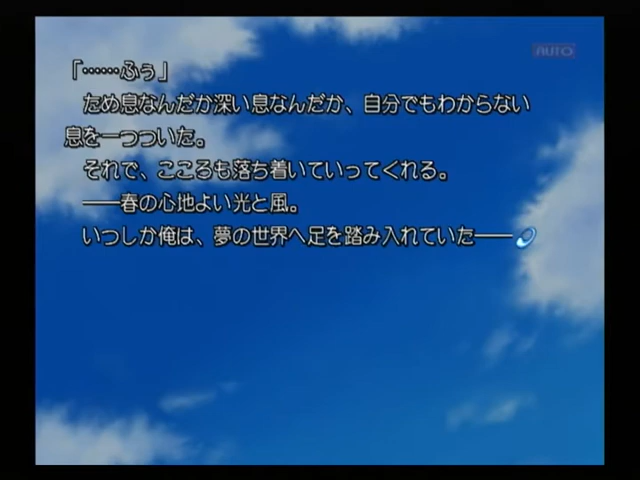 AUTO
「……ふぅ」
ため息なんだか深い息なんだか、自分でもわからない
息を一つついた。
それで、こころも落ち着いていってくれる。
――春の心地よい光と風。
いつしか俺は、夢の世界へ足を踏み入れていた――